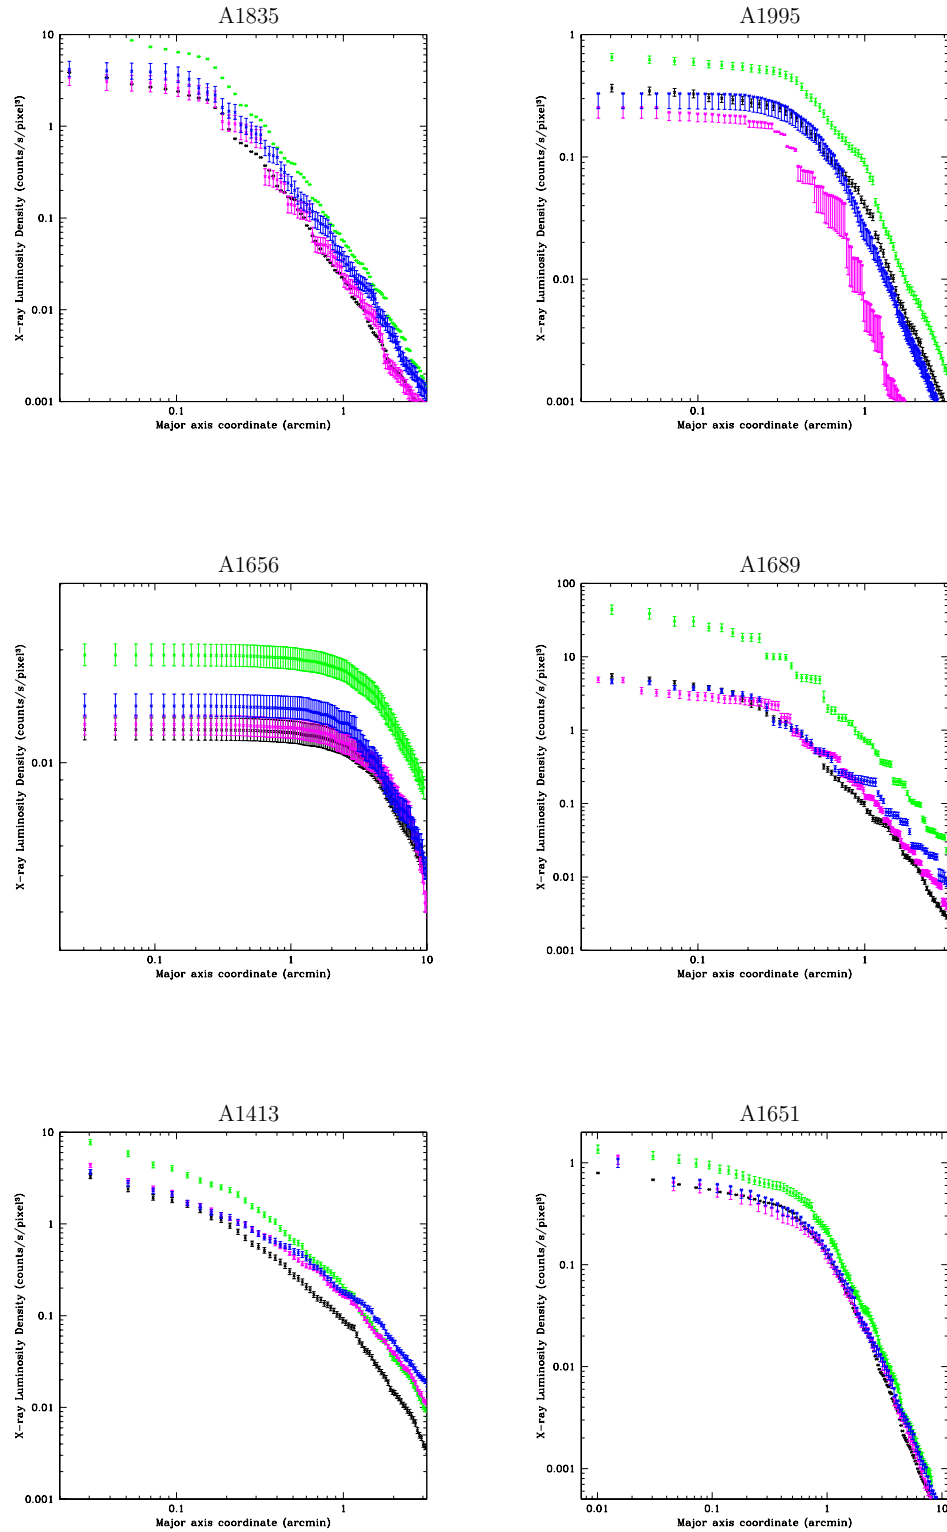 A1835
A1995
10
1
0.1
0.01
0.001
X-ray Luminosity Density (counts/s/pixel³)
0.1
1
Major axis coordinate (arcmin)
1
0.1
0.01
0.001
X-ray Luminosity Density (counts/s/pixel³)
0.1
1
Major axis coordinate (arcmin)
A1656
A1689
0.01
X-ray Luminosity Density (counts/s/pixel³)
0.1
1
10
Major axis coordinate (arcmin)
100
10
1
0.1
0.01
0.001
X-ray Luminosity Density (counts/s/pixel³)
0.1
1
Major axis coordinate (arcmin)
A1413
A1651
10
1
0.1
0.01
0.001
X-ray Luminosity Density (counts/s/pixel³)
0.1
1
Major axis coordinate (arcmin)
1
0.1
0.01
0.001
X-ray Luminosity Density (counts/s/pixel³)
0.01
0.1
1
10
Major axis coordinate (arcmin)